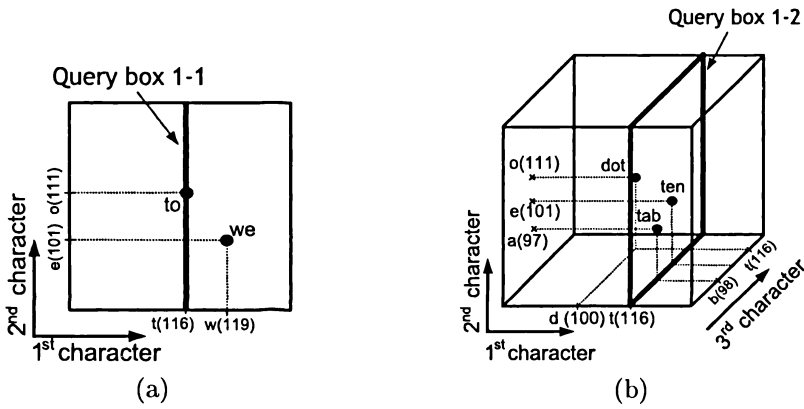 Query box 1-1
o(111)
e(101)
to
we
t(116)
w(119)
2nd character
1st character
(a)
Query box 1-2
o(111)
e(101)
a(97)
dot
ten
tab
d (100)
t(116)
b(98)
t(116)
2nd character
1st character
3rd character
(b)